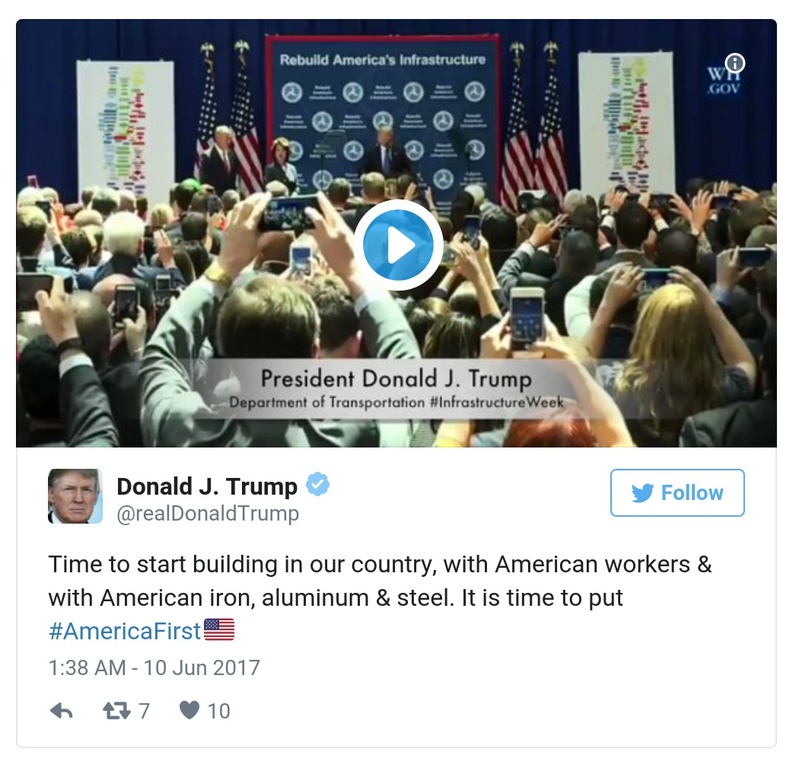 Rebuild America's Infrastructure
WH
.GOV
President Donald J. Trump
Department of Transportation #InfrastructureWeek
Donald J. Trump
@realDonaldTrump
Follow
Time to start building in our country, with American workers &
with American iron, aluminum & steel. It is time to put
#AmericaFirst🇺🇸
1:38 AM - 10 Jun 2017
7
10